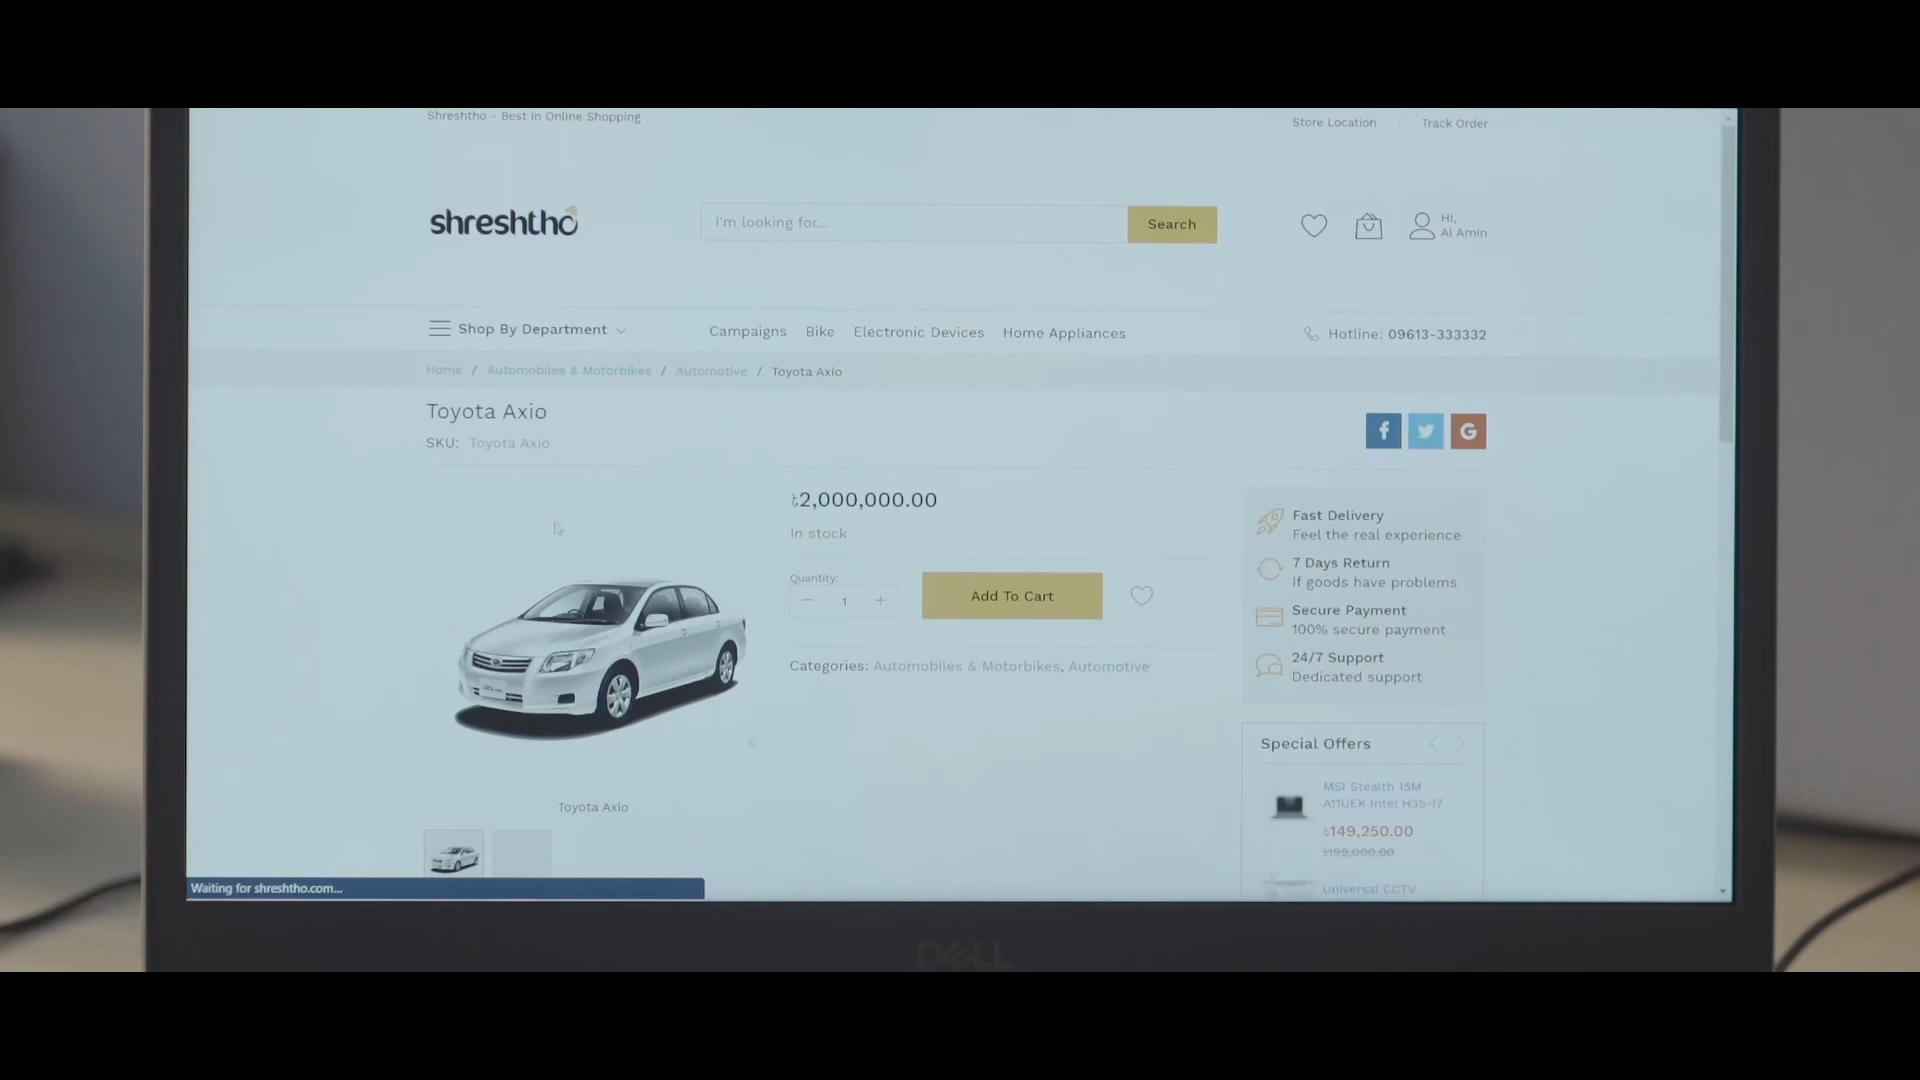 Shreshtho - Best in Online Shopping
Store Location
Track Order
shreshtho
I'm looking for...
Search
Hi,
Al Amin
Shop By Department
Campaigns
Bike
Electronic Devices
Home Appliances
Hotline: 09613-333332
Home / Automobiles & Motorbikes / Automotive / Toyota Axio
Toyota Axio
SKU: Toyota Axio
f
G
৳2,000,000.00
In stock
Quantity:
1
Add To Cart
Categories: Automobiles & Motorbikes, Automotive
Toyota Axio
Fast Delivery
Feel the real experience
7 Days Return
If goods have problems
Secure Payment
100% secure payment
24/7 Support
Dedicated support
Special Offers
MSI Stealth 15M
A11UEK Intel H35-I7
৳149,250.00
৳199,000.00
Universal CCTV
Waiting for shreshtho.com...
DELL